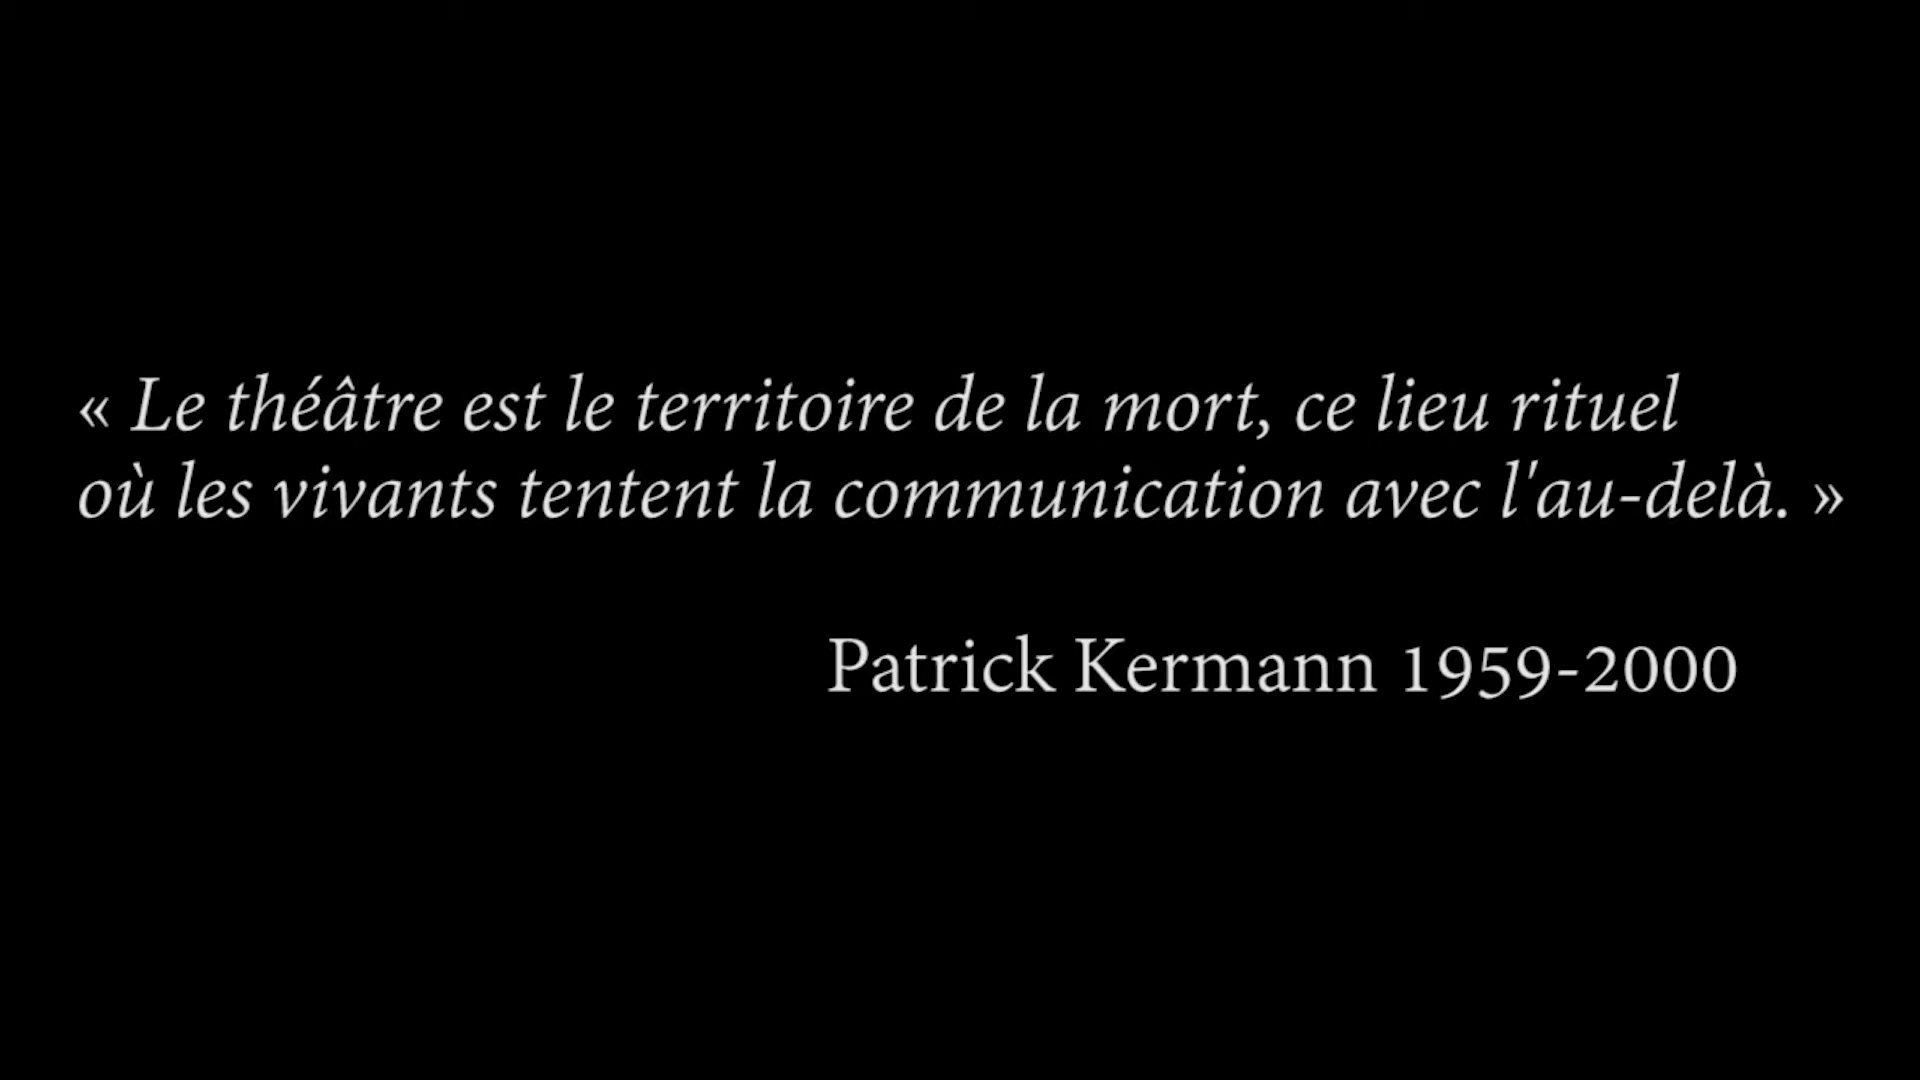 « Le théâtre est le territoire de la mort, ce lieu rituel
où les vivants tentent la communication avec l'au-delà. »
Patrick Kermann 1959-2000